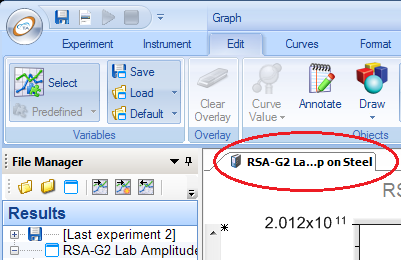 Graph
Experiment Instrument Edit Curves Format
Select
Predefined
Save
Load
Default
Variables
Clear Overlay
Overlay
Curve Value
Annotate
Draw
Objects
File Manager
RSA-G2 La...p on Steel
Results
[Last experiment 2]
RSA-G2 Lab Amplitude
RS
2.012x10 11
*